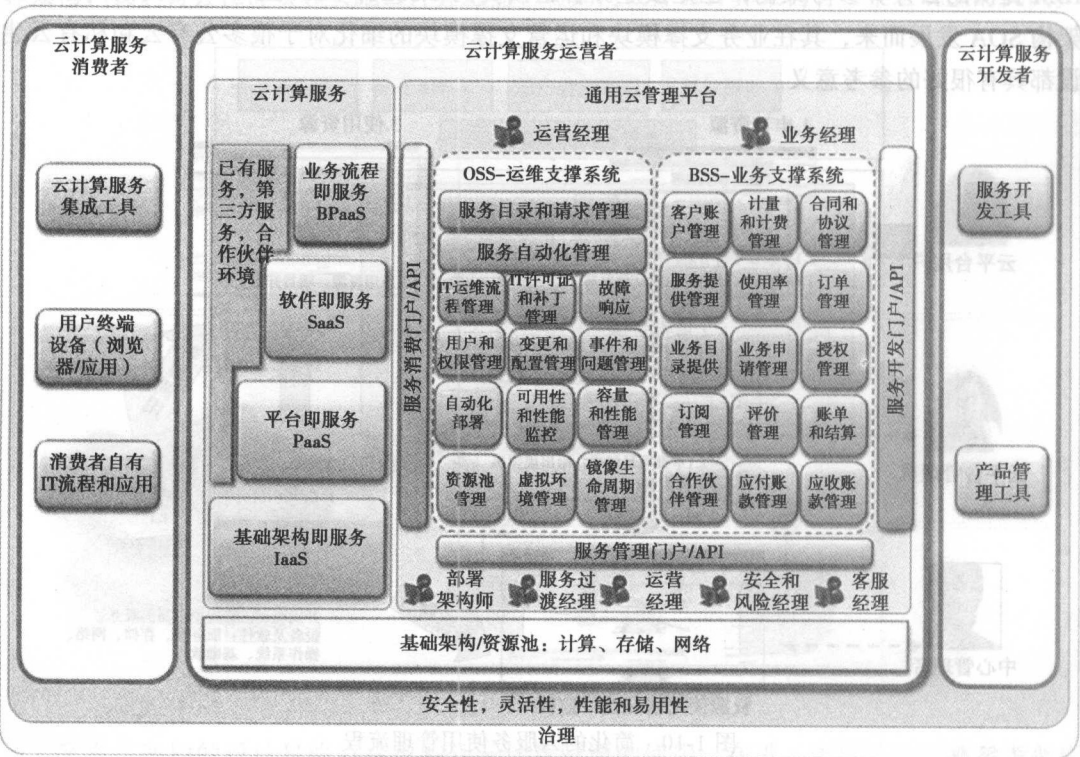 云计算服务
消费者
云计算服务
集成工具
用户终端
设备（浏览
器/应用）
消费者自有
IT流程和应用
云计算服务运营者
云计算服务
已有服
务，第
三方服
务，合
作伙伴
环境
业务流程
即服务
BPaaS
软件即服务
SaaS
平台即服务
PaaS
基础架构即服务
IaaS
通用云管理平台
运营经理
业务经理
服务消费门户/API
OSS-运维支撑系统
服务目录和请求管理
服务自动化管理
IT运维流
程管理
IT许可证
和补丁
管理
故障
响应
用户和
权限管理
变更和
配置管理
事件和
问题管理
自动化
部署
可用性
和性能
监控
容量
和性能
管理
资源池
管理
虚拟环
境管理
镜像生
命周期
管理
BSS-业务支撑系统
客户账
户管理
计量
和计费
管理
合同和
协议
管理
服务提
供管理
使用率
管理
订单
管理
业务目
录提供
业务申
请管理
授权
管理
订阅
管理
评价
管理
账单
和结算
合作伙
伴管理
应付账
款管理
应收账
款管理
服务开发门户/API
服务管理门户/API
部署
架构师
服务过
渡经理
运营
经理
安全和
风险经理
客服
经理
基础架构/资源池：计算、存储、网络
云计算服务
开发者
服务开
发工具
产品管
理工具
安全性，灵活性，性能和易用性
治理